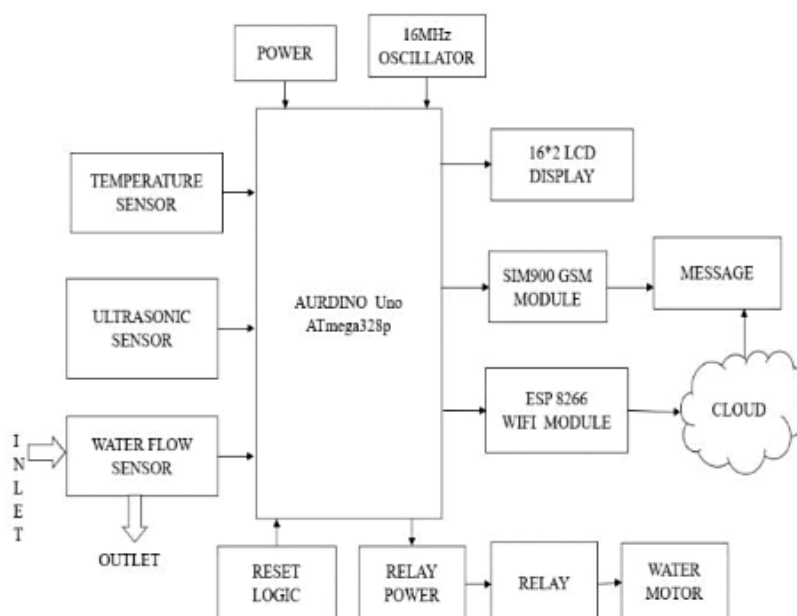 POWER
16MHz
OSCILLATOR
TEMPERATURE
SENSOR
16*2 LCD
DISPLAY
AURDINO Uno
ATmega328p
SIM900 GSM
MODULE
MESSAGE
ULTRASONIC
SENSOR
ESP 8266
WIFI MODULE
CLOUD
INLET
WATER FLOW
SENSOR
OUTLET
RESET
LOGIC
RELAY
POWER
RELAY
WATER
MOTOR